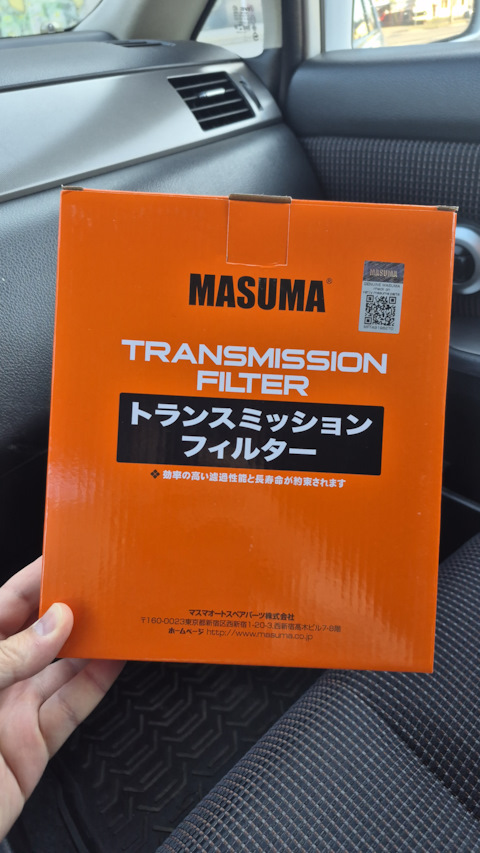 MASUMA®
MASUMA
TRANSMISSION
FILTER
トランスミッション
フィルター
❖ 効率の高い濾過性能と長寿命が約束されます
マスマオートスペアパーツ株式会社
〒160-0023東京都新宿区西新宿1-20-3,西新宿高木ビル7-8階
ホームページ http://www.masuma.co.jp